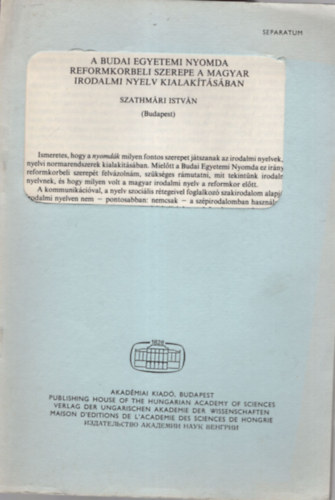 SEPARATUM
A BUDAI EGYETEMI NYOMDA
REFORMKORBELI SZEREPE A MAGYAR
IRODALMI NYELV KIALAKÍTÁSÁBAN
SZATHMÁRI ISTVÁN
(Budapest)
Ismeretes, hogy a nyomdák milyen fontos szerepet játszanak az irodalmi nyelvek,
nyelvi normarendszerek kialakításában. Mielőtt a Budai Egyetemi Nyomda ez irány
reformkorbeli szerepét felvázolnám, szükséges rámutatni, mit tekintünk irodalm
nyelvnek, és hogy milyen volt a magyar irodalmi nyelv a reformkor előtt.
A kommunikációval, a nyelv szociális rétegeivel foglalkozó szakirodalom alapj
odalmi nyelven nem – pontosabban: nemcsak – a szépirodalomban használ
1828
AKADÉMIAI KIADÓ, BUDAPEST
PUBLISHING HOUSE OF THE HUNGARIAN ACADEMY OF SCIENCES
VERLAG DER UNGARISCHEN AKADEMIE DER WISSENSCHAFTEN
MAISON D'EDITIONS DE L'ACADEMIE DES SCIENCES DE HONGRIE
ИЗДАТЕЛЬСТВО АКАДЕМИИ НАУК ВЕНГРИИ